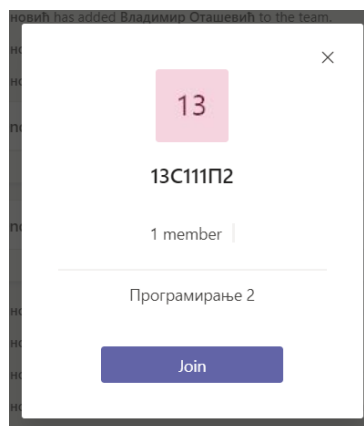 новић has added Владимир Оташевић to the team.
13
13С111П2
1 member
Програмирање 2
Join